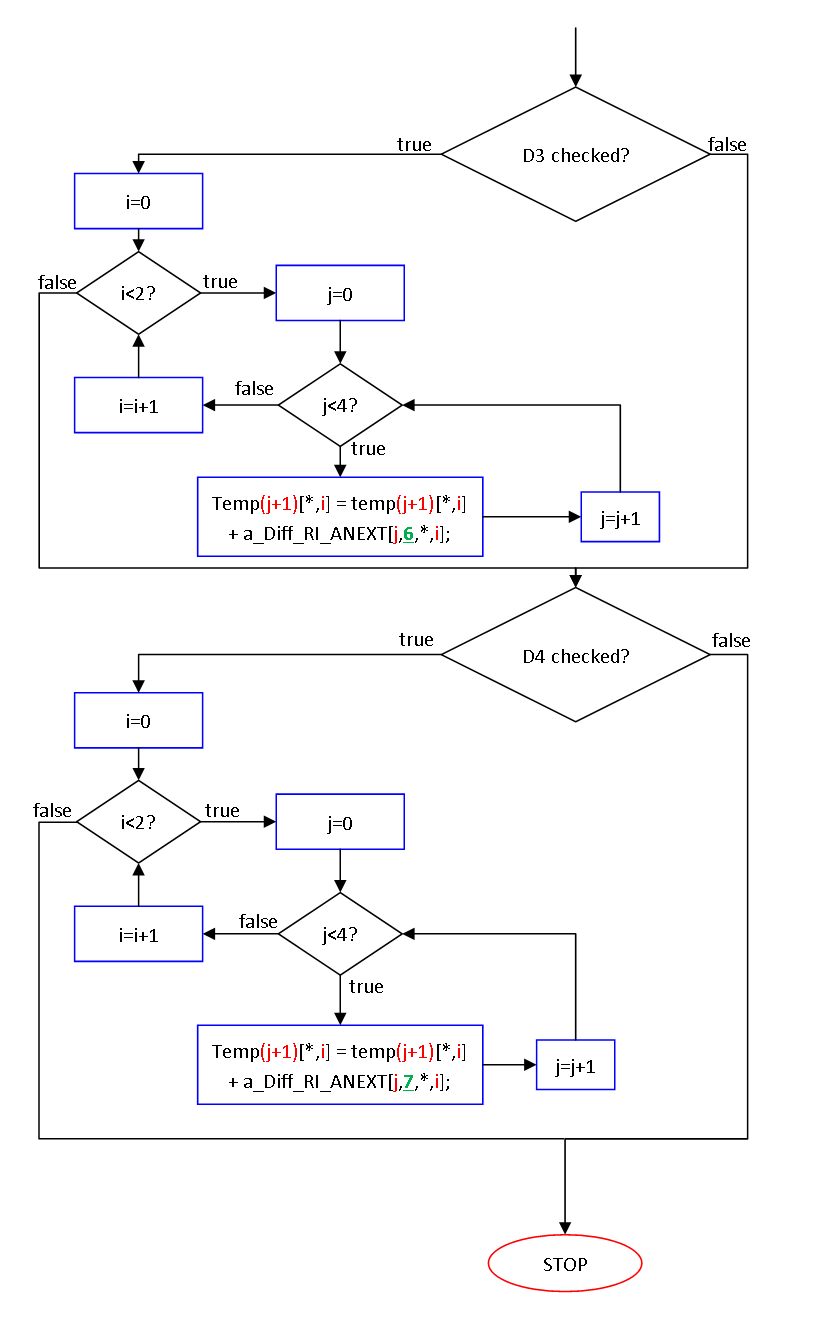 D3 checked?
true
false
i=0
false
i<2?
true
j=0
i=i+1
false
j<4?
true
Temp(j+1)[*,i] = temp(j+1)[*,i]
+ a_Diff_RI_ANEXT[j,6,*,i];
j=j+1
D4 checked?
true
false
i=0
false
i<2?
true
j=0
i=i+1
false
j<4?
true
Temp(j+1)[*,i] = temp(j+1)[*,i]
+ a_Diff_RI_ANEXT[j,7,*,i];
j=j+1
STOP